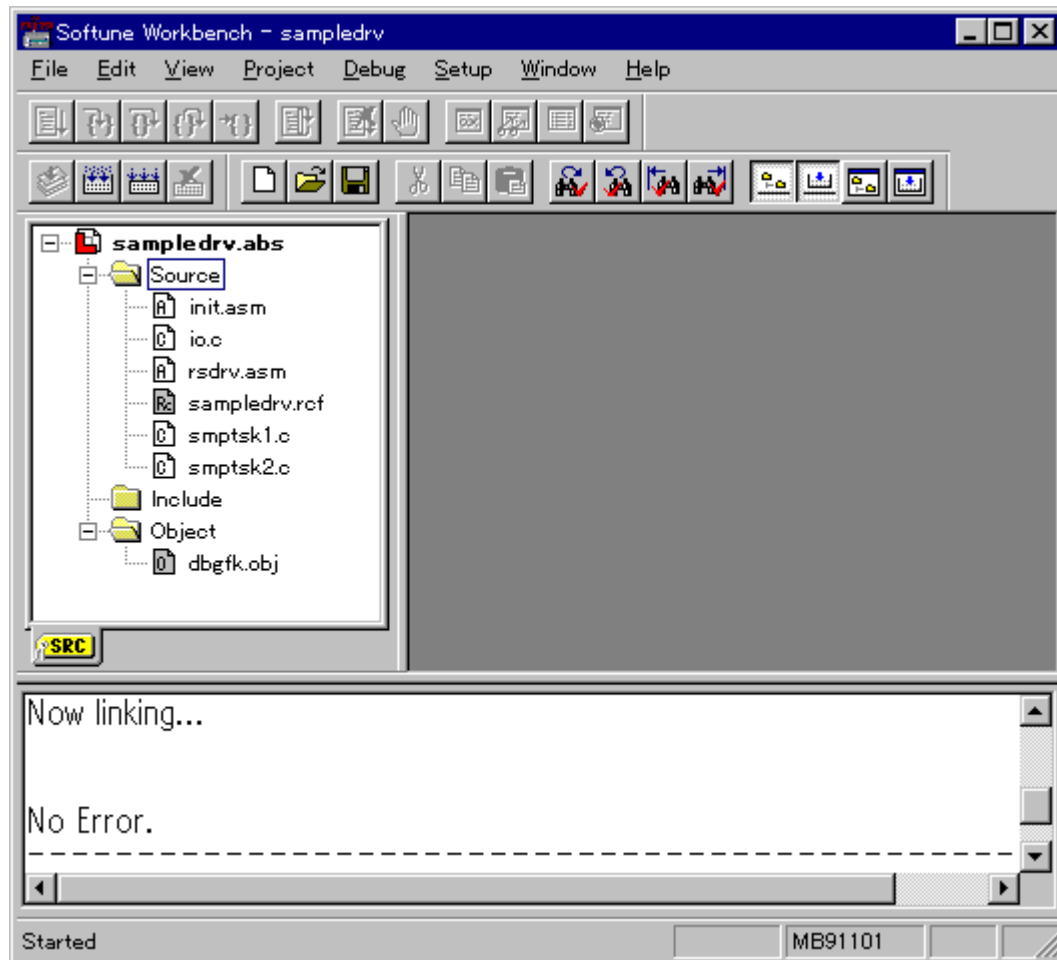 Softune Workbench - sampledrv
File Edit View Project Debug Setup Window Help
sampledrv.abs
Source
init.asm
io.c
rsdrv.asm
sampledrv.rcf
smptsk1.c
smptsk2.c
Include
Object
dbgfk.obj
SRC
Now linking...
No Error.
Started MB91101